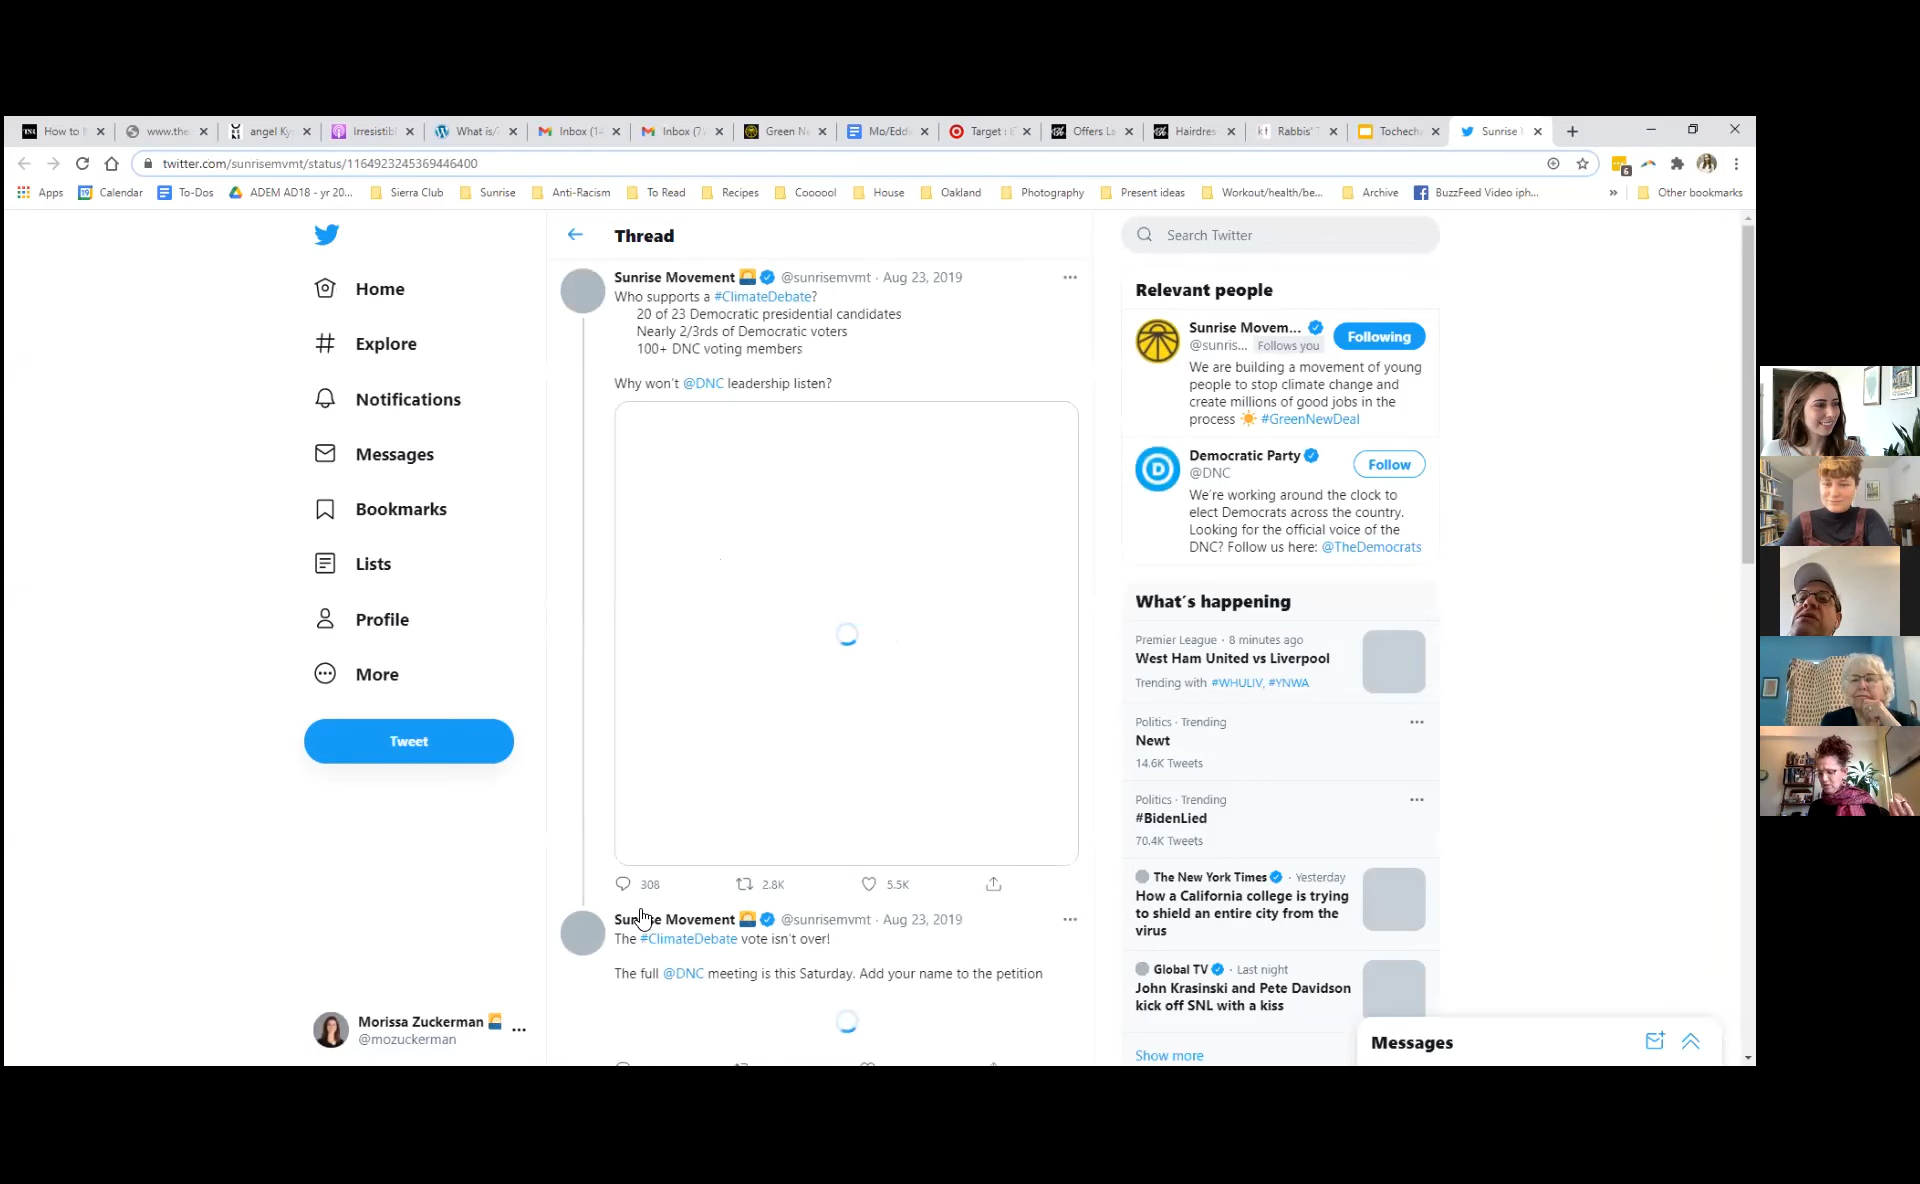 How to
www.the
angel Ky
Irresistib
What is/
Inbox (1
Inbox (7
Green Ne
Mo/Edd
Target :
Offers La
Hairdres
Rabbis'
Tochech
Sunrise
twitter.com/sunrisemvmt/status/1164923245369446400
6
Apps
Calendar
To-Dos
ADEM AD18 - yr 20...
Sierra Club
Sunrise
Anti-Racism
To Read
Recipes
Coooool
House
Oakland
Photography
Present ideas
Workout/health/be...
Archive
BuzzFeed Video iph...
»
Other bookmarks
Home
Explore
Notifications
Messages
Bookmarks
Lists
Profile
More
Tweet
Morissa Zuckerman
@mozuckerman
Thread
Sunrise Movement @sunrisemvmt · Aug 23, 2019
Who supports a #ClimateDebate?
20 of 23 Democratic presidential candidates
Nearly 2/3rds of Democratic voters
100+ DNC voting members
Why won't @DNC leadership listen?
308
2.8K
5.5K
Sunrise Movement @sunrisemvmt · Aug 23, 2019
The #ClimateDebate vote isn't over!
The full @DNC meeting is this Saturday. Add your name to the petition
Search Twitter
Relevant people
Sunrise Movem...
@sunris... Follows you
Following
We are building a movement of young
people to stop climate change and
create millions of good jobs in the
process #GreenNewDeal
Democratic Party
@DNC
Follow
We're working around the clock to
elect Democrats across the country.
Looking for the official voice of the
DNC? Follow us here: @TheDemocrats
What's happening
Premier League · 8 minutes ago
West Ham United vs Liverpool
Trending with #WHULIV, #YNWA
Politics · Trending
Newt
14.6K Tweets
Politics · Trending
#BidenLied
70.4K Tweets
The New York Times · Yesterday
How a California college is trying
to shield an entire city from the
virus
Global TV · Last night
John Krasinski and Pete Davidson
kick off SNL with a kiss
Show more
Messages